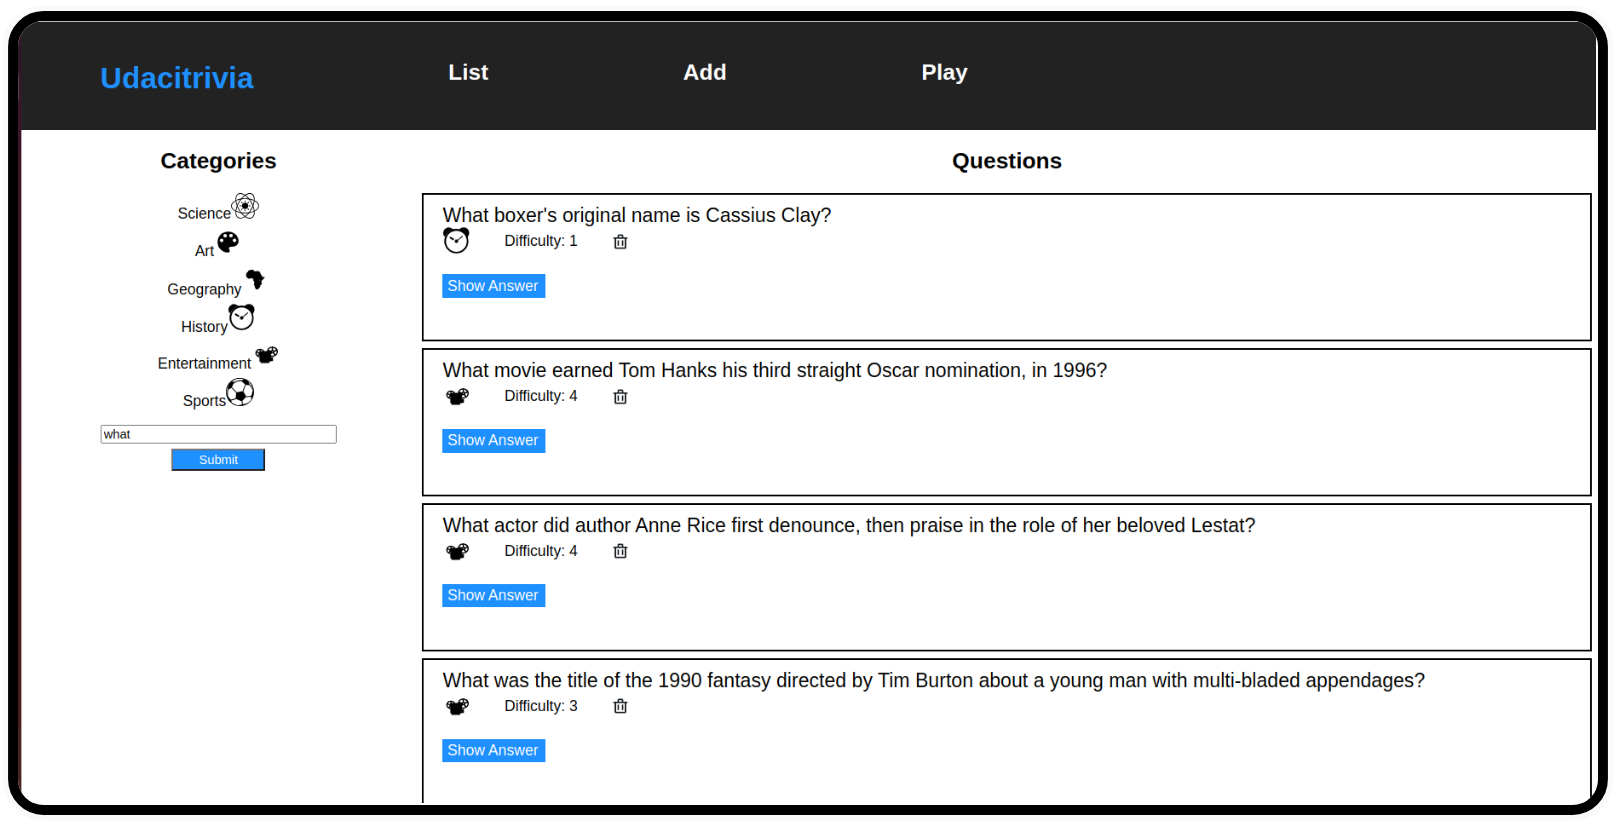 Udacitrivia
List
Add
Play
Categories
Science
Art
Geography
History
Entertainment
Sports
what
Submit
Questions
What boxer's original name is Cassius Clay?
Difficulty: 1
Show Answer
What movie earned Tom Hanks his third straight Oscar nomination, in 1996?
Difficulty: 4
Show Answer
What actor did author Anne Rice first denounce, then praise in the role of her beloved Lestat?
Difficulty: 4
Show Answer
What was the title of the 1990 fantasy directed by Tim Burton about a young man with multi-bladed appendages?
Difficulty: 3
Show Answer